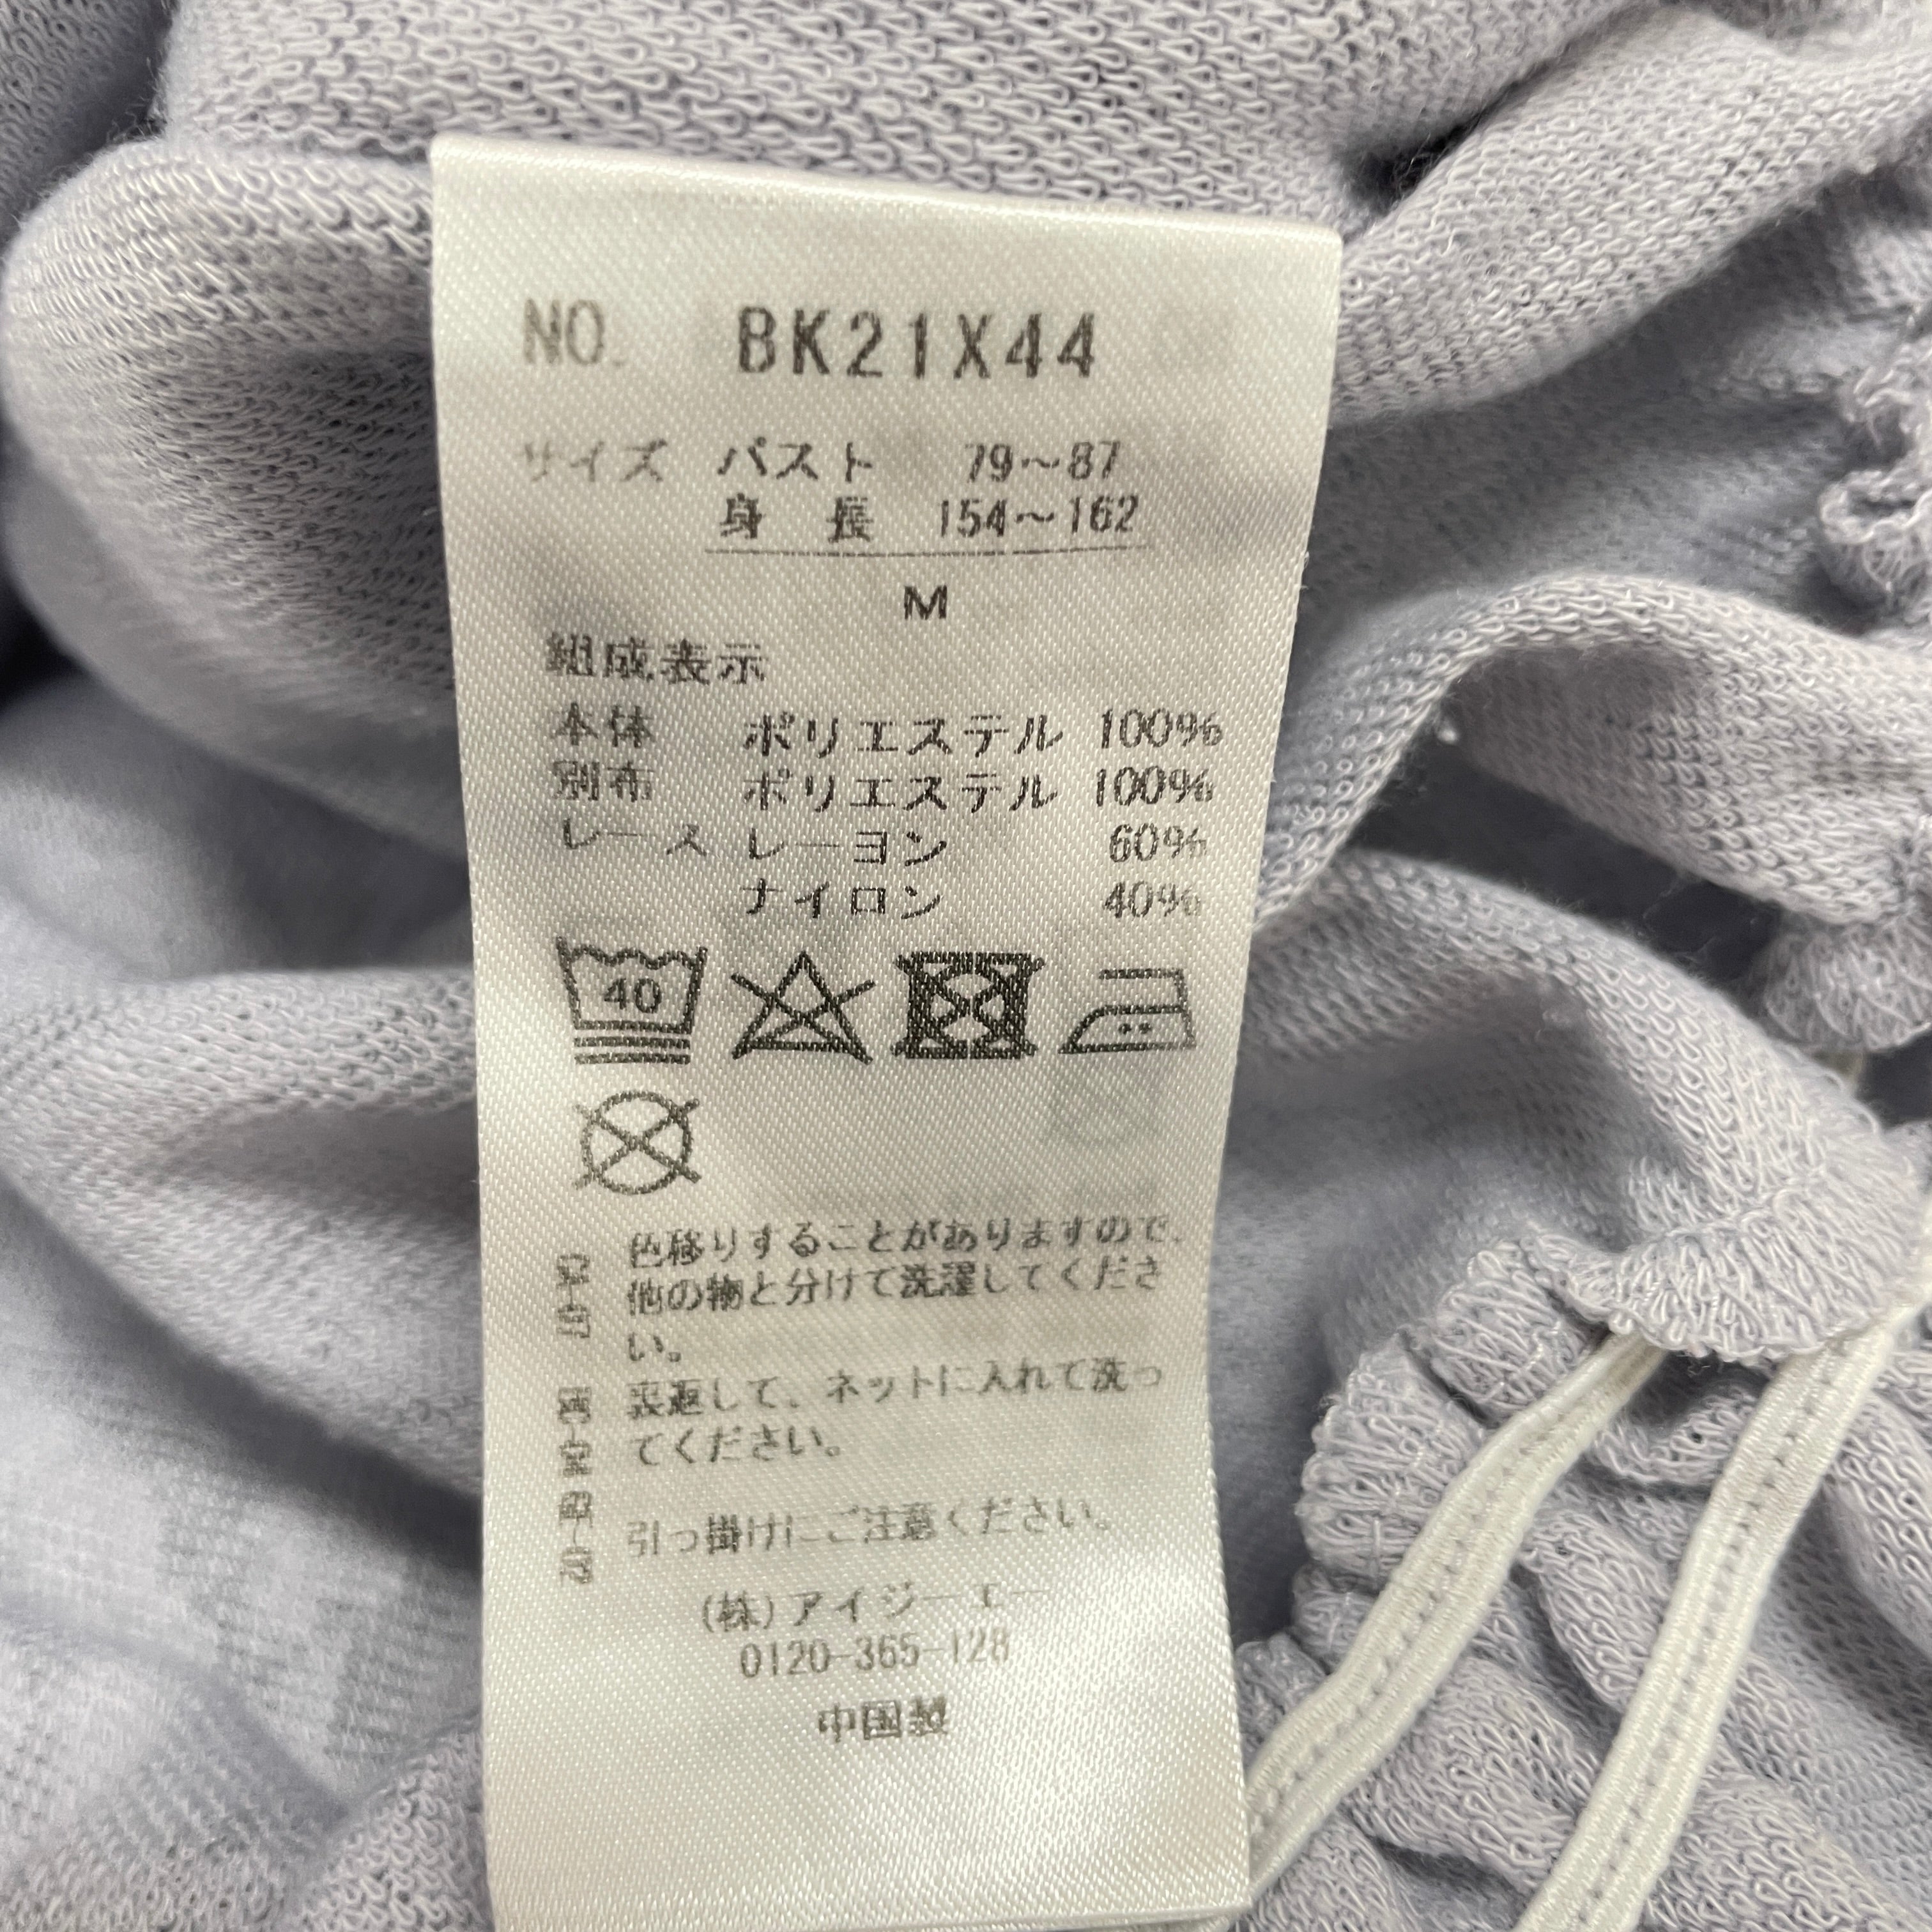 NO. BK21X44
サイズ バスト 79～87
身長 154～162
M
組成表示
本体 ポリエステル 100%
別布 ポリエステル 100%
レース レーヨン 60%
ナイロン 40%
40
色移りすることがありますので、
他の物と分けて洗濯してくださ
い。
裏返して、ネットに入れて洗っ
てください。
引っ掛けにご注意ください。
(株)アイジーエー
0120-365-128
中国製